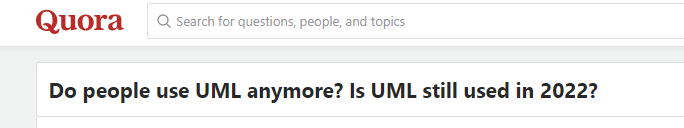 Quora
Search for questions, people, and topics
Do people use UML anymore? Is UML still used in 2022?